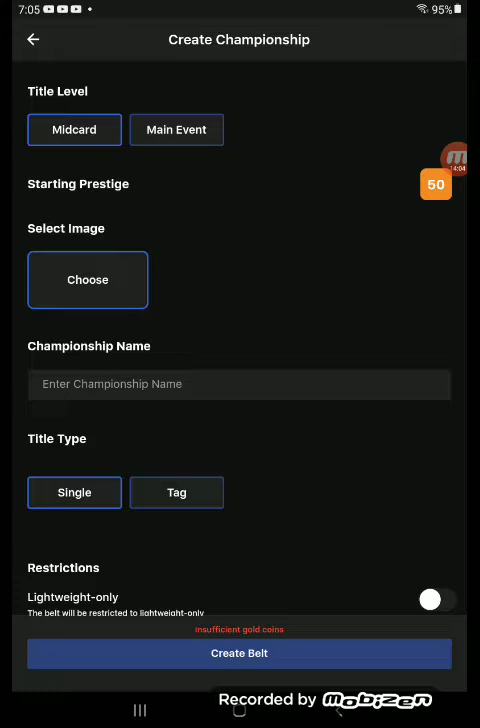 7:05
95%
Create Championship
Title Level
Midcard
Main Event
14:04
Starting Prestige
50
Select Image
Choose
Championship Name
Enter Championship Name
Title Type
Single
Tag
Restrictions
Lightweight-only
The belt will be restricted to lightweight-only
Insufficient gold coins
Create Belt
Recorded by Mobizen